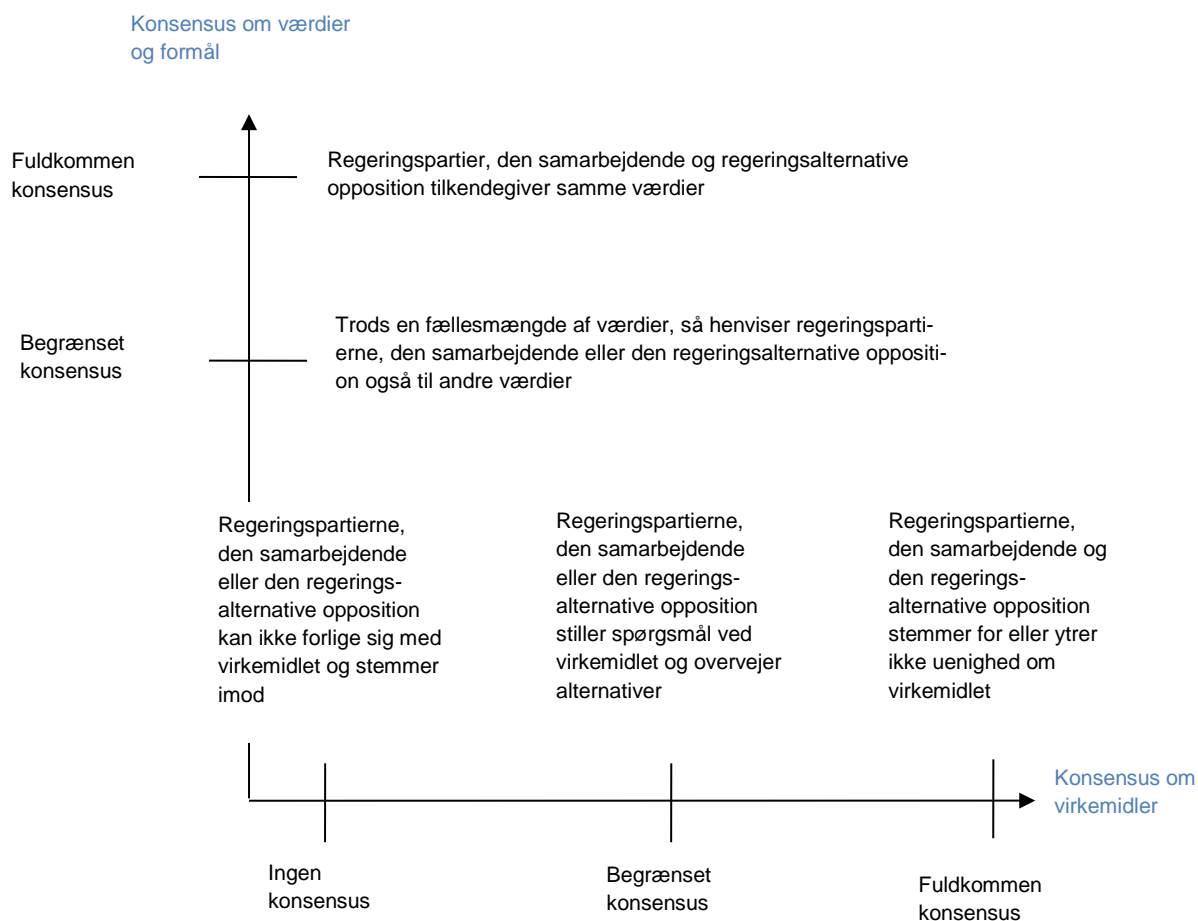 Konsensus om værdier
og formål
Fuldkommen
konsensus
Regeringspartier, den samarbejdende og regeringsalternative
opposition tilkendegiver samme værdier
Begrænset
konsensus
Trods en fællesmængde af værdier, så henviser regeringsparti-
erne, den samarbejdende eller den regeringsalternative oppositi-
on også til andre værdier
Regeringspartierne,
den samarbejdende
eller den regerings-
alternative opposition
kan ikke forlige sig med
virkemidlet og stemmer
imod
Regeringspartierne,
den samarbejdende
eller den regerings-
alternative opposition
stiller spørgsmål ved
virkemidlet og overvejer
alternativer
Regeringspartierne,
den samarbejdende og
den regerings-
alternative opposition
stemmer for eller ytrer
ikke uenighed om
virkemidlet
Konsensus om
virkemidler
Ingen
konsensus
Begrænset
konsensus
Fuldkommen
konsensus